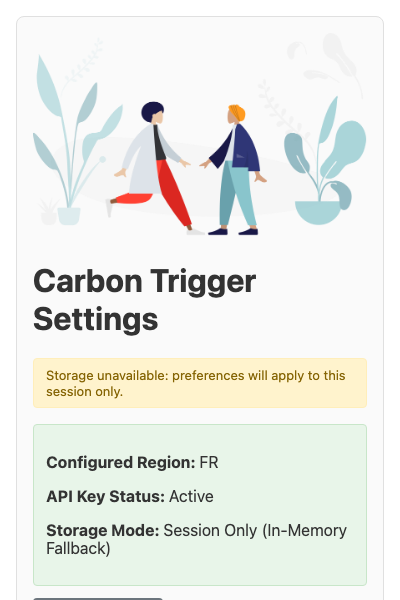 Carbon Trigger
Settings
Storage unavailable: preferences will apply to this
session only.
Configured Region: FR
API Key Status: Active
Storage Mode: Session Only (In-Memory
Fallback)